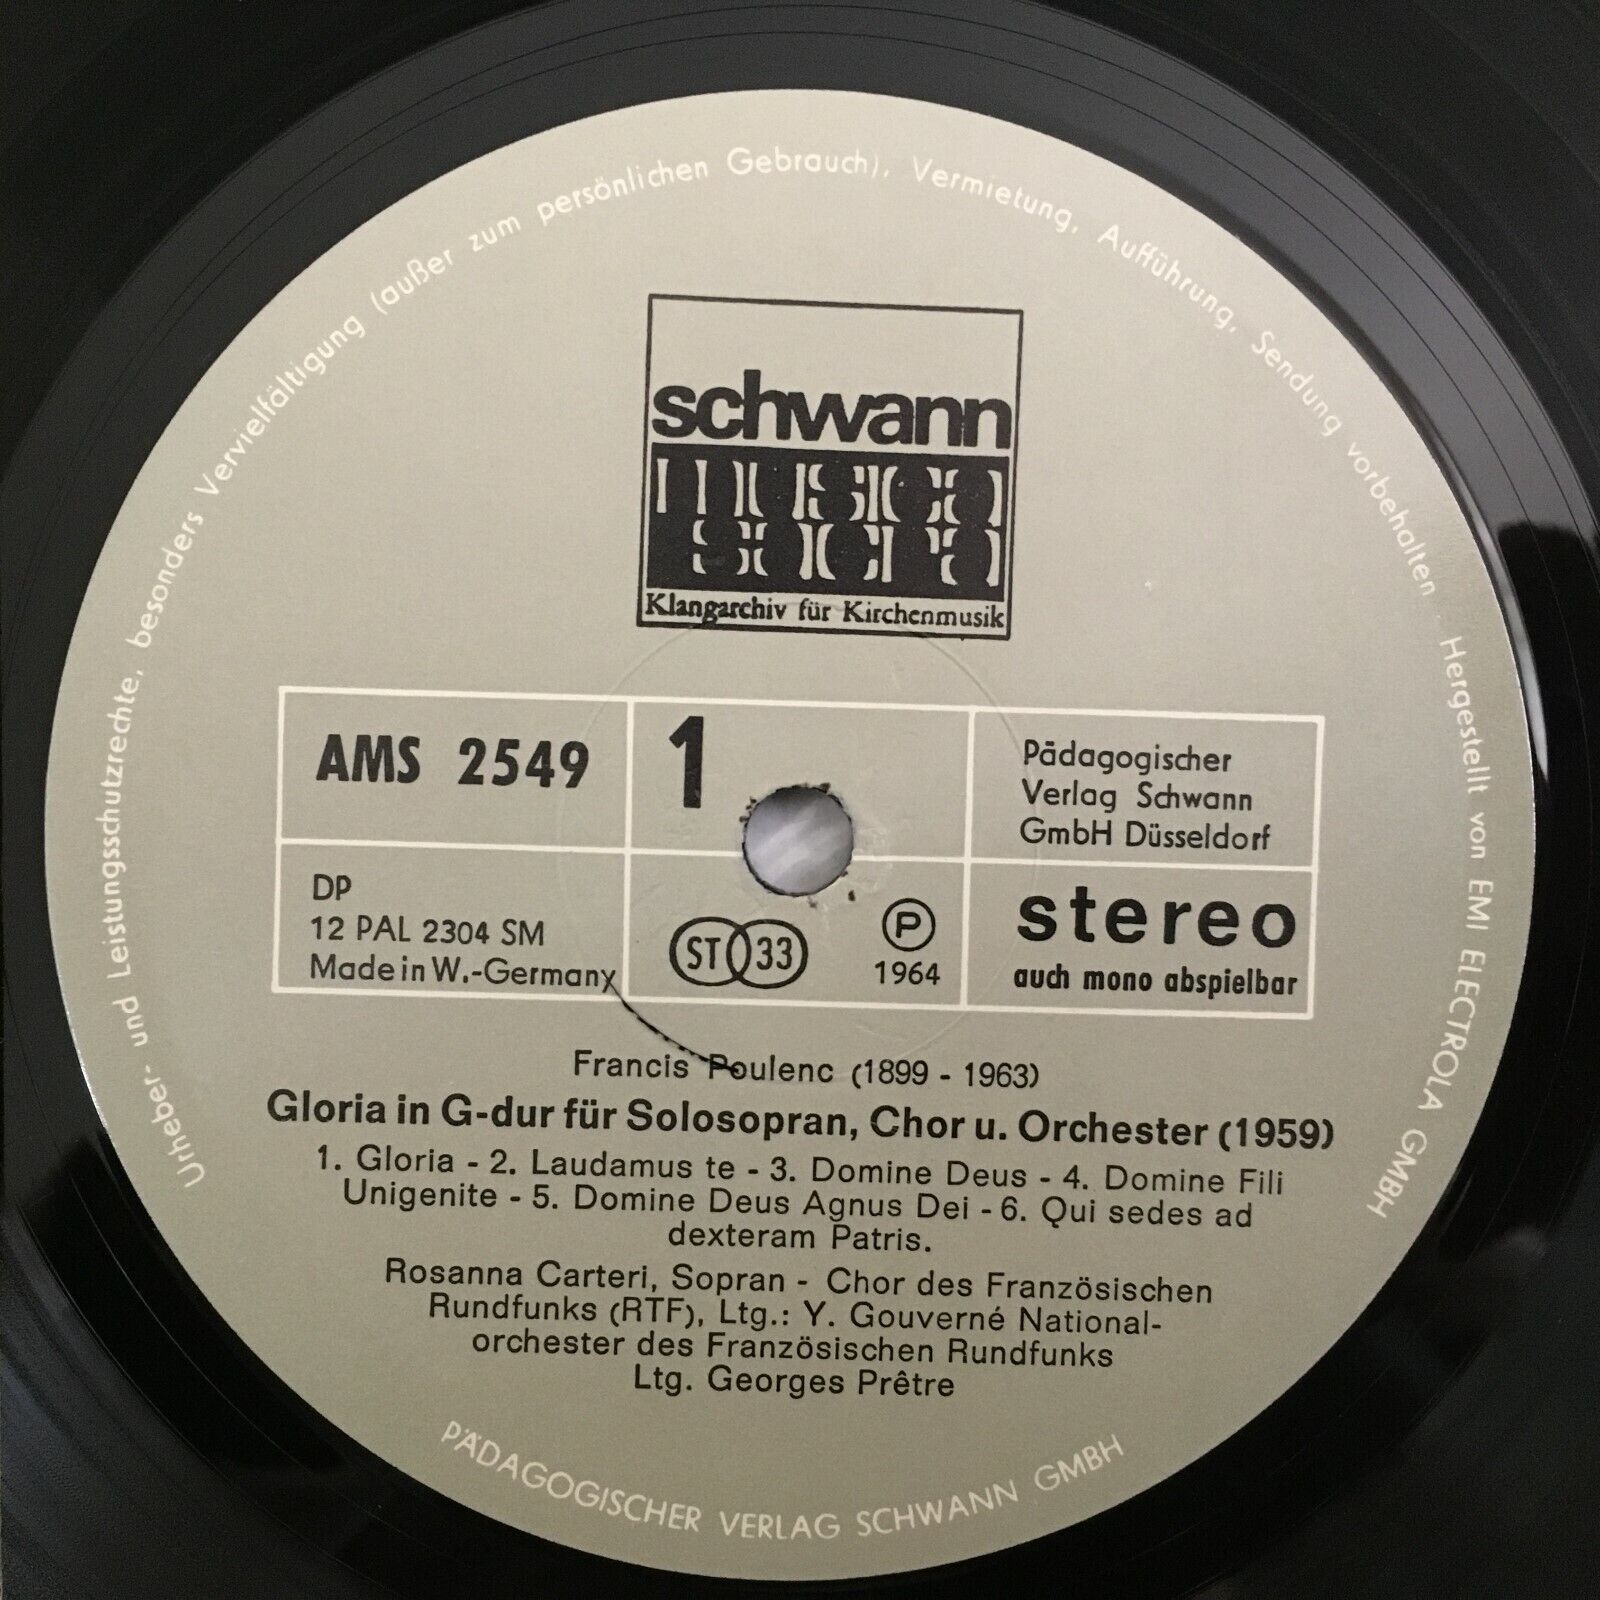 Urheber- und Leistungsschutzrechte, besonders Vervielfältigung (außer zum persönlichen Gebrauch), Vermietung, Aufführung, Sendung vorbehalten. Hergestellt von EMI ELECTROLA GMBH
schwann
Klangarchiv für Kirchenmusik
AMS 2549
1
Pädagogischer
Verlag Schwann
GmbH Düsseldorf
DP
12 PAL 2304 SM
Made in W.-Germany
ST 33
P
1964
stereo
auch mono abspielbar
Francis Poulenc (1899 - 1963)
Gloria in G-dur für Solosopran, Chor u. Orchester (1959)
1. Gloria - 2. Laudamus te - 3. Domine Deus - 4. Domine Fili
Unigenite - 5. Domine Deus Agnus Dei - 6. Qui sedes ad
dexteram Patris.
Rosanna Carteri, Sopran - Chor des Französischen
Rundfunks (RTF), Ltg.: Y. Gouverné National-
orchester des Französischen Rundfunks
Ltg. Georges Prêtre
PÄDAGOGISCHER VERLAG SCHWANN GMBH